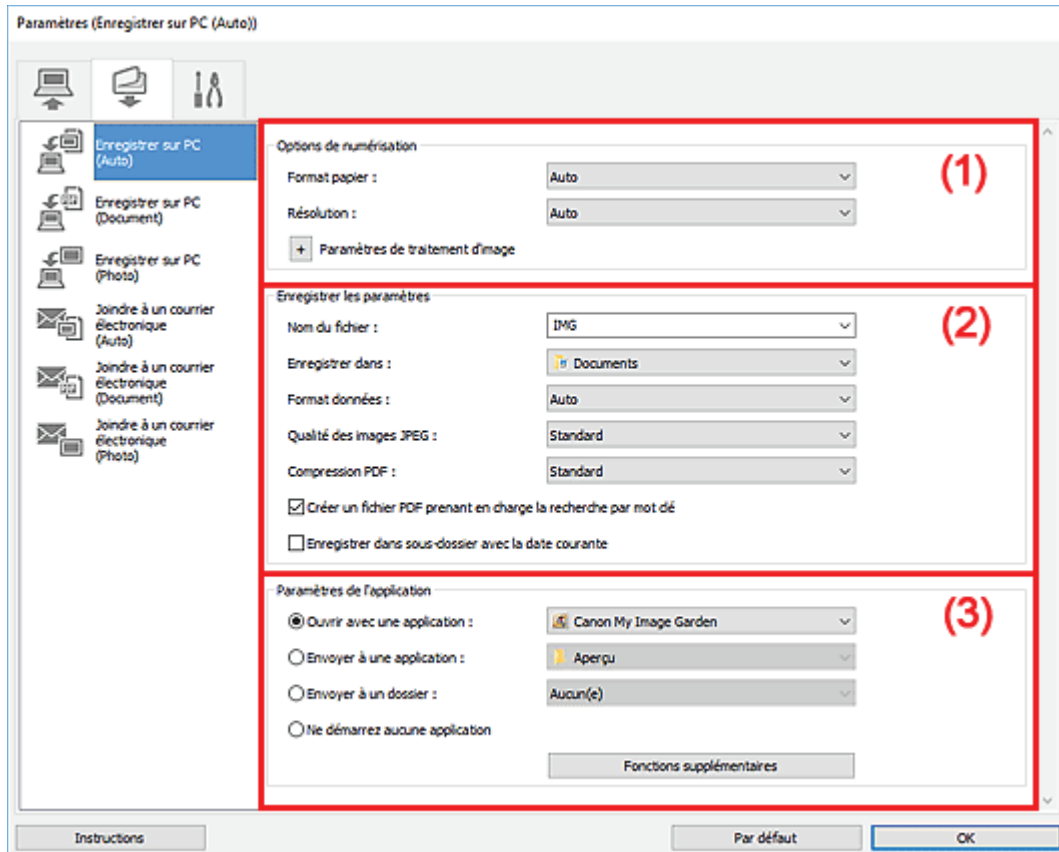 Paramètres (Enregistrer sur PC (Auto))
Enregistrer sur PC
(Auto)
Enregistrer sur PC
(Document)
Enregistrer sur PC
(Photo)
Joindre à un courrier
électronique
(Auto)
Joindre à un courrier
électronique
(Document)
Joindre à un courrier
électronique
(Photo)
Options de numérisation
(1)
Format papier : Auto
Résolution : Auto
+ Paramètres de traitement d'image
Enregistrer les paramètres
(2)
Nom du fichier : IMG
Enregistrer dans : Documents
Format données : Auto
Qualité des images JPEG : Standard
Compression PDF : Standard
Créer un fichier PDF prenant en charge la recherche par mot clé
Enregistrer dans sous-dossier avec la date courante
Paramètres de l'application
(3)
Ouvrir avec une application : Canon My Image Garden
Envoyer à une application : Aperçu
Envoyer à un dossier : Aucun(e)
Ne démarrez aucune application
Fonctions supplémentaires
Instructions
Par défaut
OK